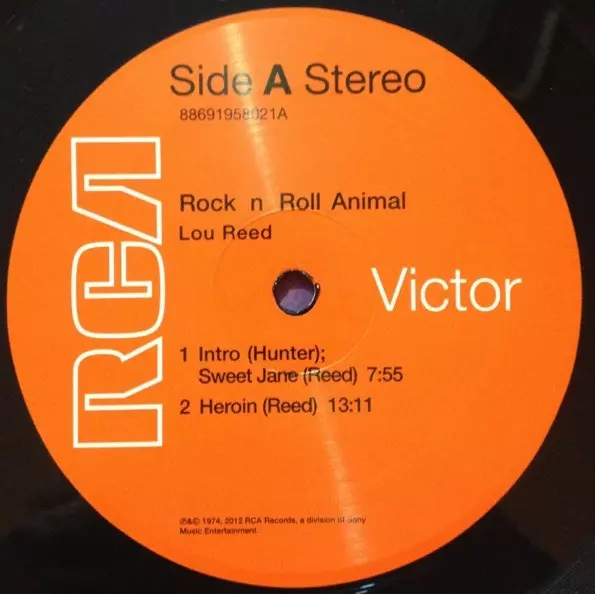 Side A Stereo
88691958021A
RCA
Rock n Roll Animal
Lou Reed
Victor
1 Intro (Hunter);
Sweet Jane (Reed) 7:55
2 Heroin (Reed) 13:11
℗&© 1974, 2012 RCA Records, a division of Sony
Music Entertainment.